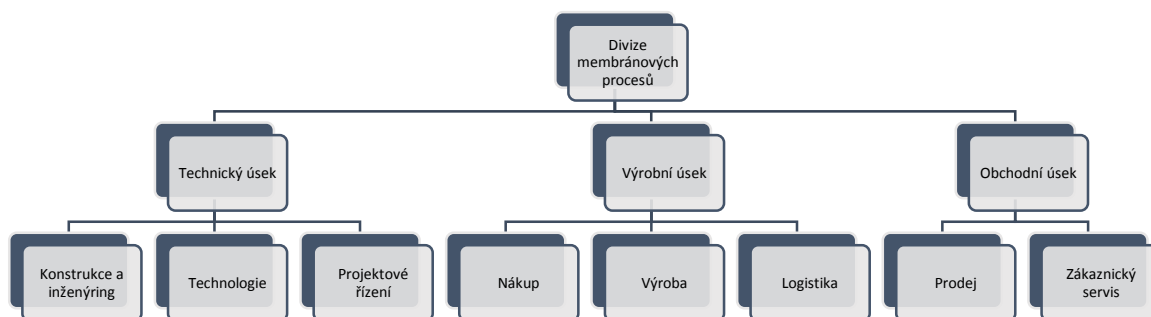 Divize
membránových
procesů
Technický úsek
Výrobní úsek
Obchodní úsek
Konstrukce a
inženýring
Technologie
Projektové
řízení
Nákup
Výroba
Logistika
Prodej
Zákaznický
servis